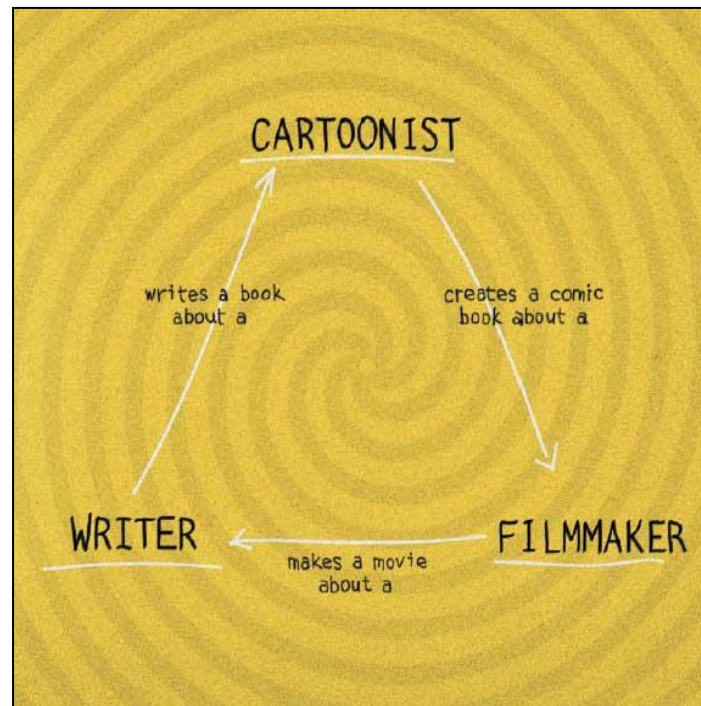 CARTOONIST
writes a book
about a
creates a comic
book about a
WRITER
FILMMAKER
makes a movie
about a